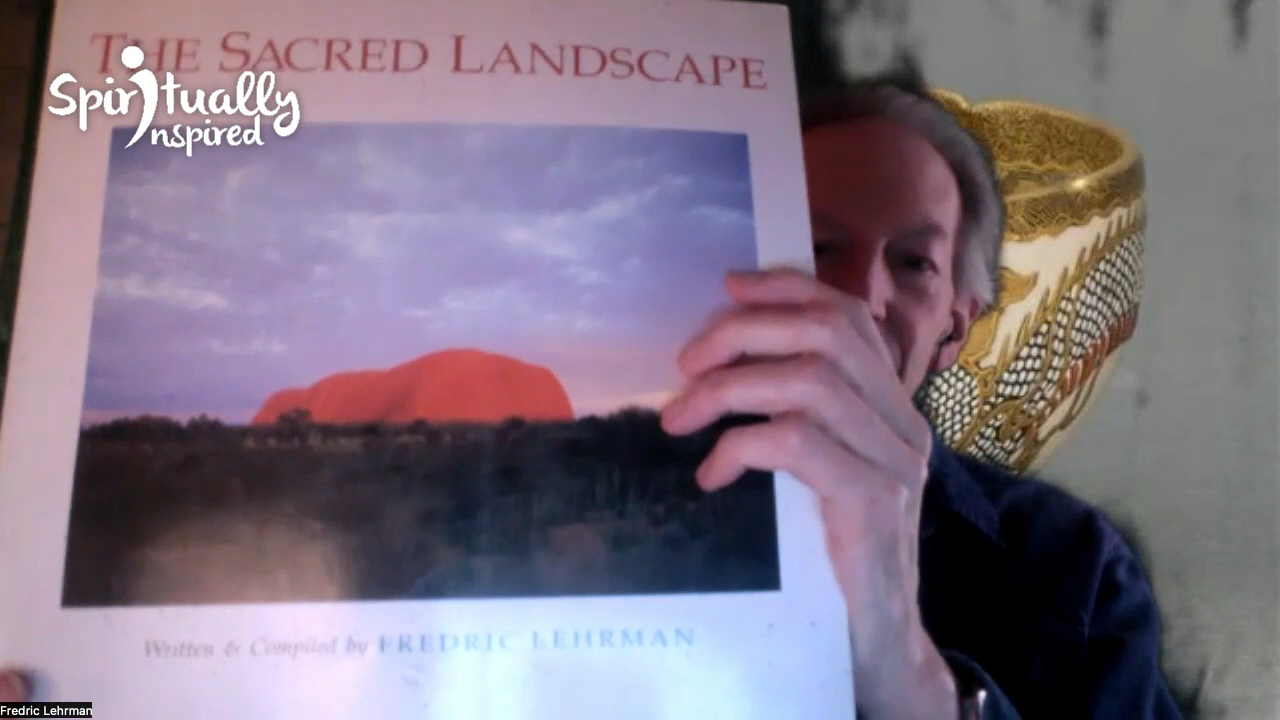 THE SACRED LANDSCAPE
Spiritually
Inspired
Written & Compiled by FREDRIC LEHRMAN
Fredric Lehrman